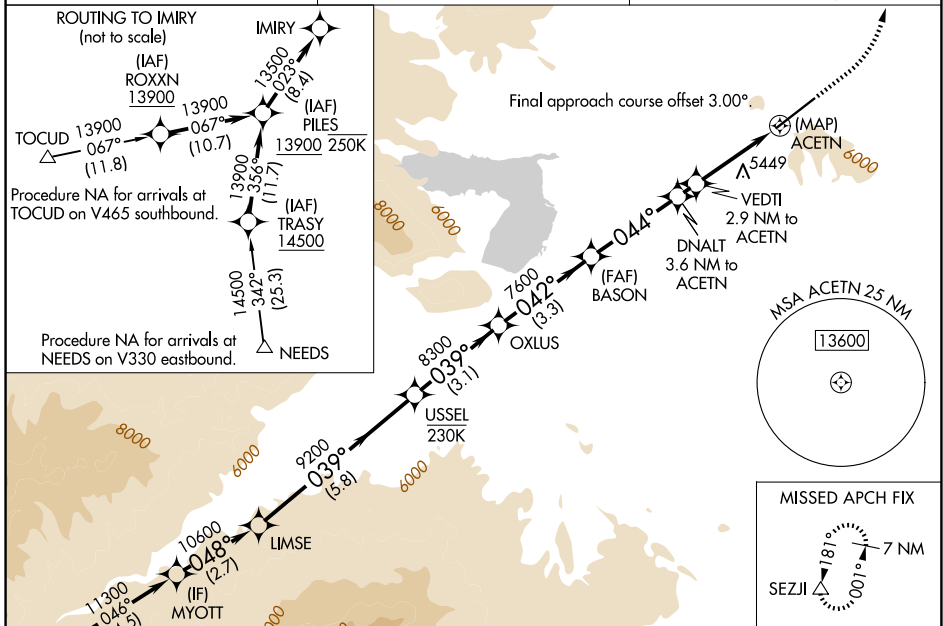 ROUTING TO IMIRY
(not to scale)
IMIRY
(IAF)
ROXXN
13900
13500
023°
(8.4)
TOCUD
13900
067°
(11.8)
13900
067°
(10.7)
(IAF)
PILES
13900
250K
Procedure NA for arrivals at
TOCUD on V465 southbound.
13900
356°
(11.7)
(IAF)
TRASY
14500
14500
342°
(25.3)
Procedure NA for arrivals at
NEEDS on V330 eastbound.
NEEDS
Final approach course offset 3.00°.
(MAP)
ACETN
6000
5449
VEDTI
2.9 NM to
ACETN
DNALT
3.6 NM to
ACETN
8000
6000
044°
(FAF)
BASON
7600
042°
(3.3)
OXLUS
8300
039°
(3.1)
USSEL
230K
MSA ACETN 25 NM
13600
8000
6000
9200
039°
(5.8)
6000
LIMSE
10600
048°
(2.7)
(IF)
MYOTT
11300
046°
MISSED APCH FIX
181°
7 NM
SEZJI
001°